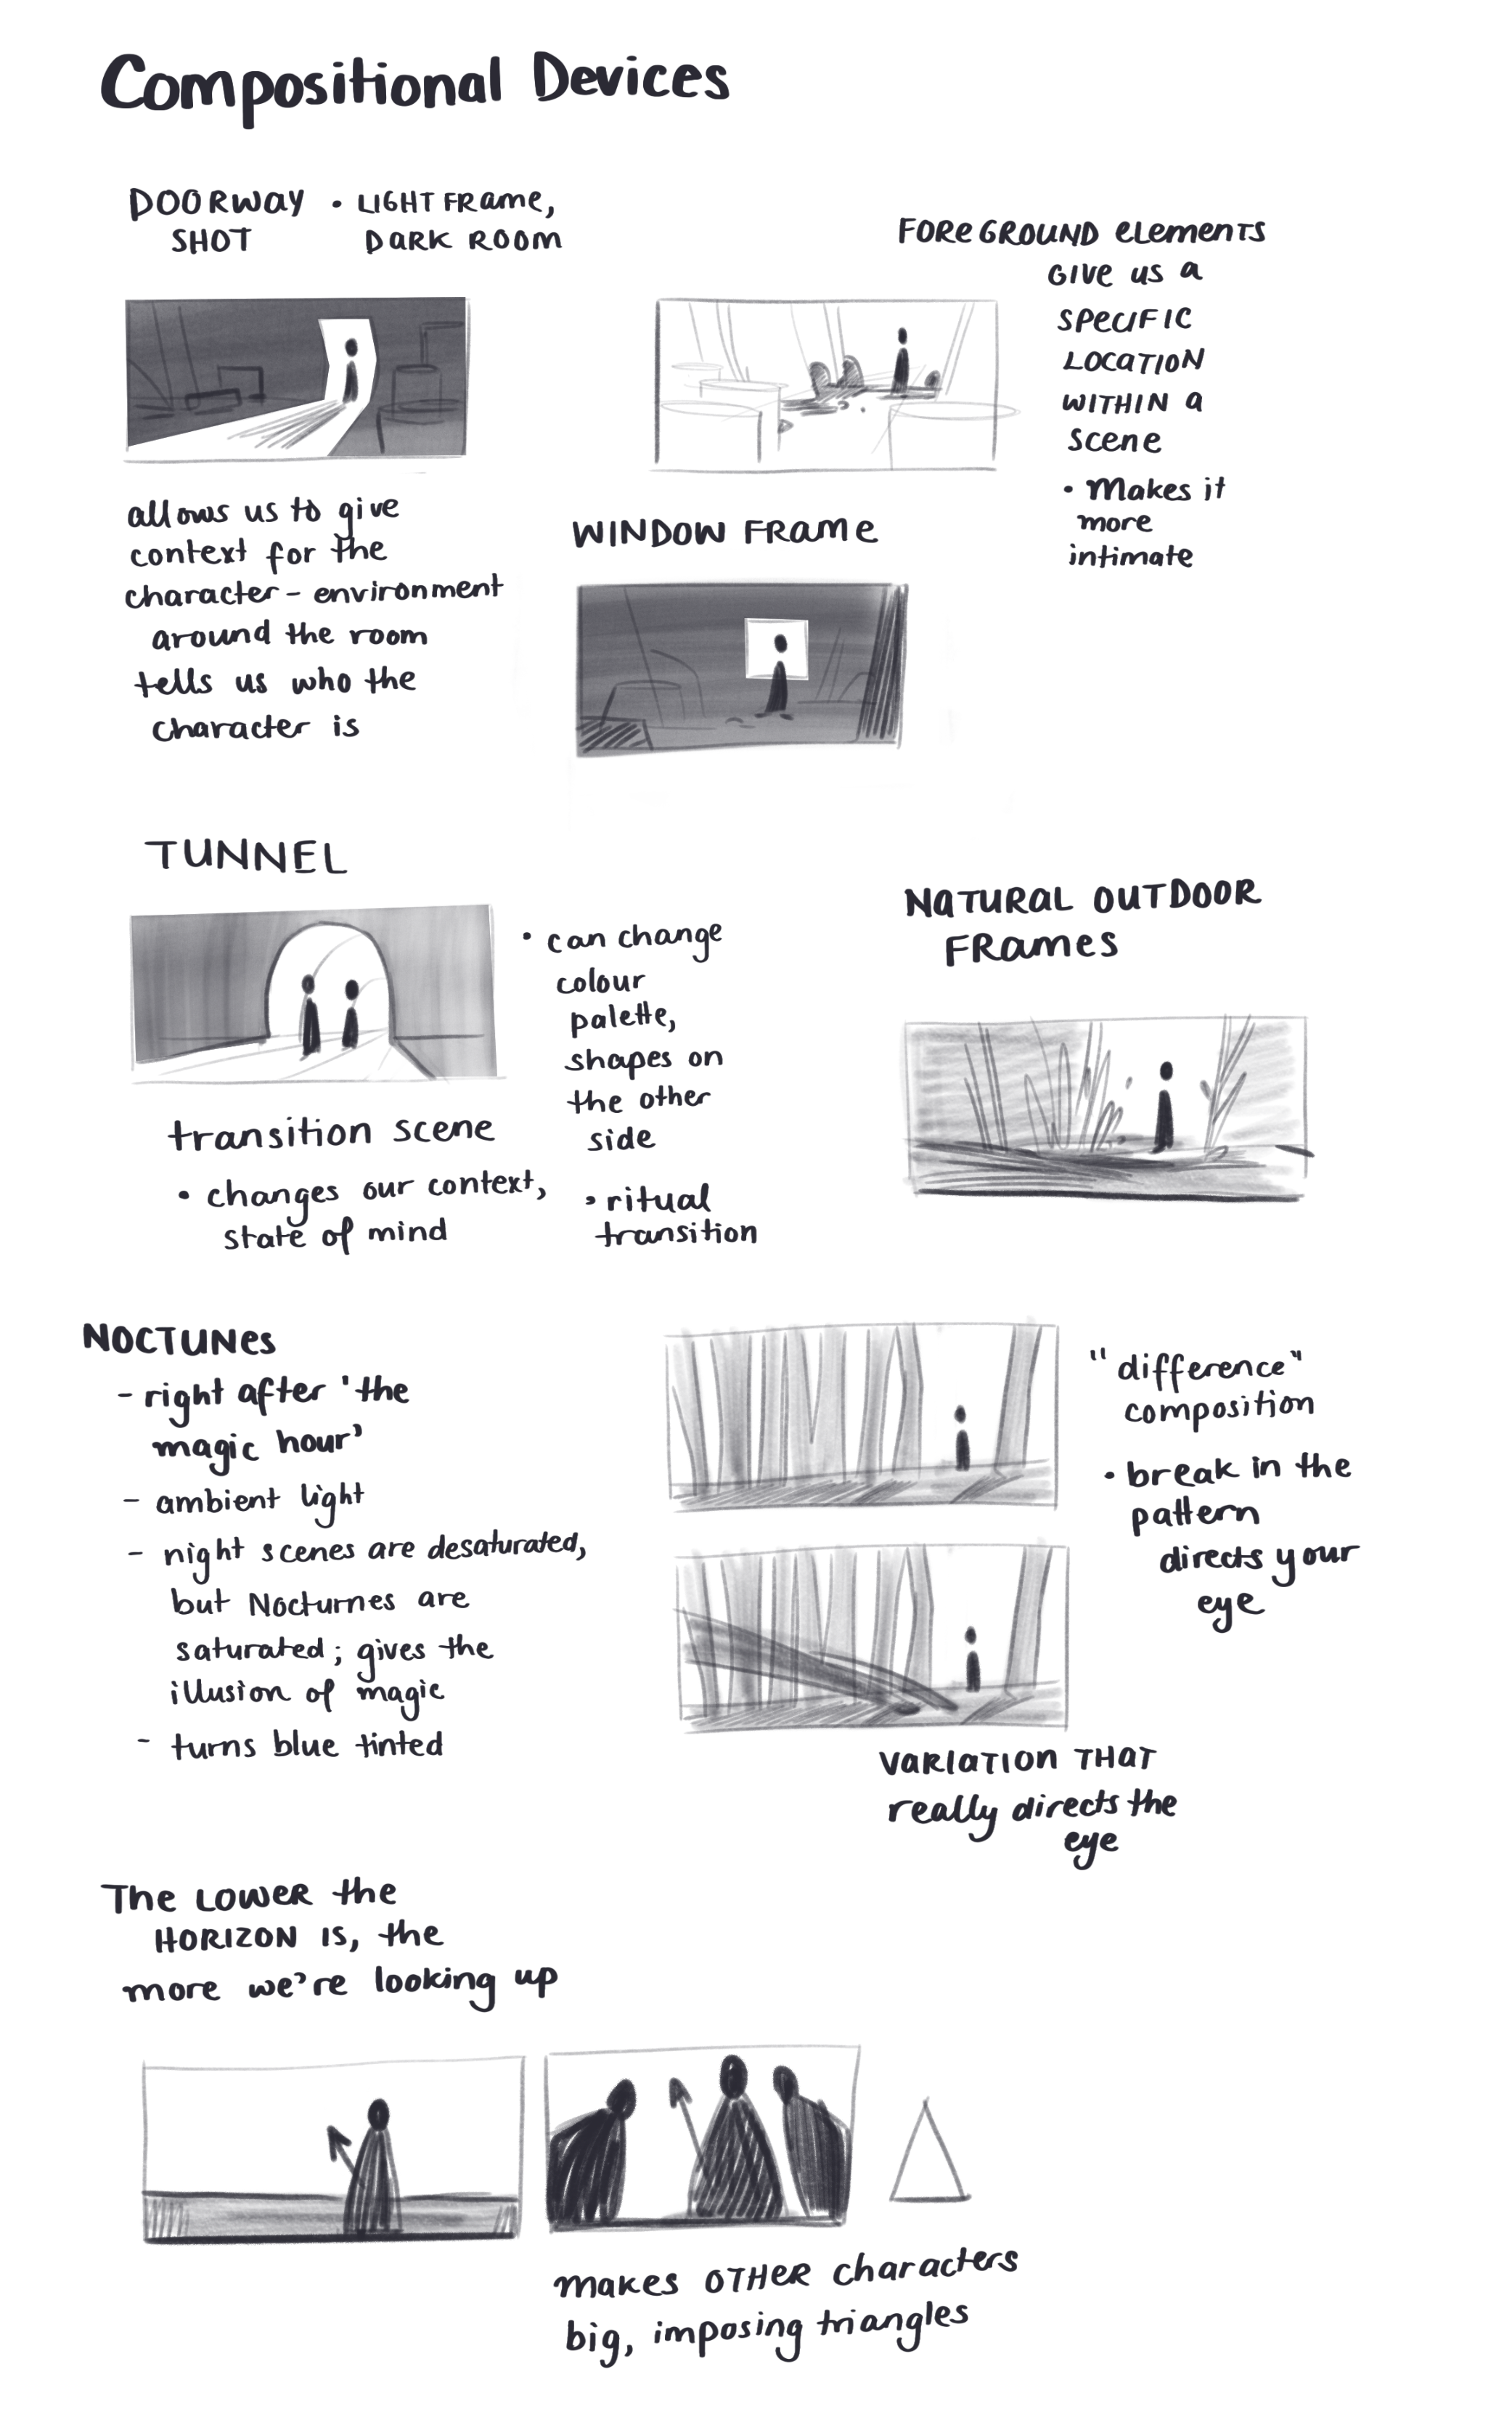 Compositional Devices
DOORWAY
SHOT
• LIGHT FRame,
DARK ROOM
allows us to give
context for the
character - environment
around the room
tells us who the
character is
FOREGROUND elements
GIVE us a
SPECIFIC
LOCATION
WITHIN a
scene
• Makes it
more
intimate
WINDOW FRame
TUNNEL
transition scene
• changes our context,
state of mind
• can change
colour
palette,
shapes on
the other
side
• ritual
transition
NATURAL OUTDOOR
FRames
NOCTUNes
- right after 'the
magic hour'
- ambient light
- night scenes are desaturated,
but Nocturnes are
saturated; gives the
illusion of magic
- turns blue tinted
"difference"
composition
• break in the
pattern
directs your
eye
VARIATION THAT
really directs the
eye
The LOWER the
HORIZON IS, the
more we're looking up
makes OTHER characters
big, imposing triangles